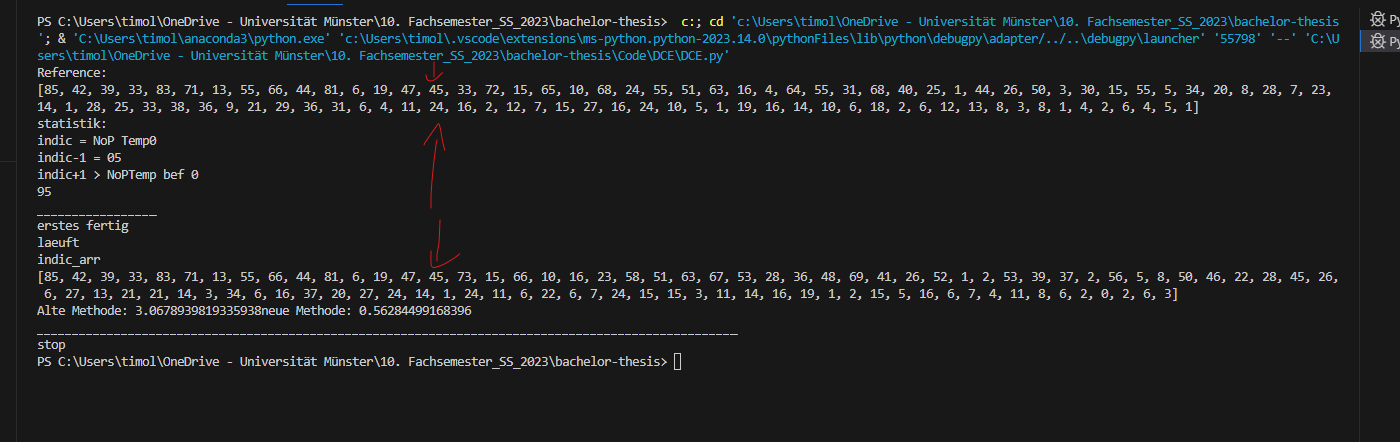 PS C:\Users\timol\OneDrive - Universität Münster\10. Fachsemester_SS_2023\bachelor-thesis>  c:; cd 'c:\Users\timol\OneDrive - Universität Münster\10. Fachsemester_SS_2023\bachelor-thesis
'; & 'C:\Users\timol\anaconda3\python.exe' 'c:\Users\timol\.vscode\extensions\ms-python.python-2023.14.0\pythonFiles\lib\python\debugpy\adapter/../..\debugpy\launcher' '55798' '--' 'C:\U
sers\timol\OneDrive - Universität Münster\10. Fachsemester_SS_2023\bachelor-thesis\Code\DCE\DCE.py'
Reference:
[85, 42, 39, 33, 83, 71, 13, 55, 66, 44, 81, 6, 19, 47, 45, 33, 72, 15, 65, 10, 68, 24, 55, 51, 63, 16, 4, 64, 55, 31, 68, 40, 25, 1, 44, 26, 50, 3, 30, 15, 55, 5, 34, 20, 8, 28, 7, 23,
14, 1, 28, 25, 33, 38, 36, 9, 21, 29, 36, 31, 6, 4, 11, 24, 16, 2, 12, 7, 15, 27, 16, 24, 10, 5, 1, 19, 16, 14, 10, 6, 18, 2, 6, 12, 13, 8, 3, 8, 1, 4, 2, 6, 4, 5, 1]
statistik:
indic = NoP Temp0
indic-1 = 05
indic+1 > NoPTemp bef 0
95
_________________
erstes fertig
laeuft
indic_arr
[85, 42, 39, 33, 83, 71, 13, 55, 66, 44, 81, 6, 19, 47, 45, 73, 15, 66, 10, 16, 23, 58, 51, 63, 67, 53, 28, 36, 48, 69, 41, 26, 52, 1, 2, 53, 39, 37, 2, 56, 5, 8, 50, 46, 22, 28, 45, 26,
6, 27, 13, 21, 21, 14, 3, 34, 6, 16, 37, 20, 27, 24, 14, 1, 24, 11, 6, 22, 6, 7, 24, 15, 15, 3, 11, 14, 16, 19, 1, 2, 15, 5, 16, 6, 7, 4, 11, 8, 6, 2, 0, 2, 6, 3]
Alte Methode: 3.0678939819335938neue Methode: 0.56284499168396
____________________________________________________________________________________________________
stop
PS C:\Users\timol\OneDrive - Universität Münster\10. Fachsemester_SS_2023\bachelor-thesis>
Py
Py